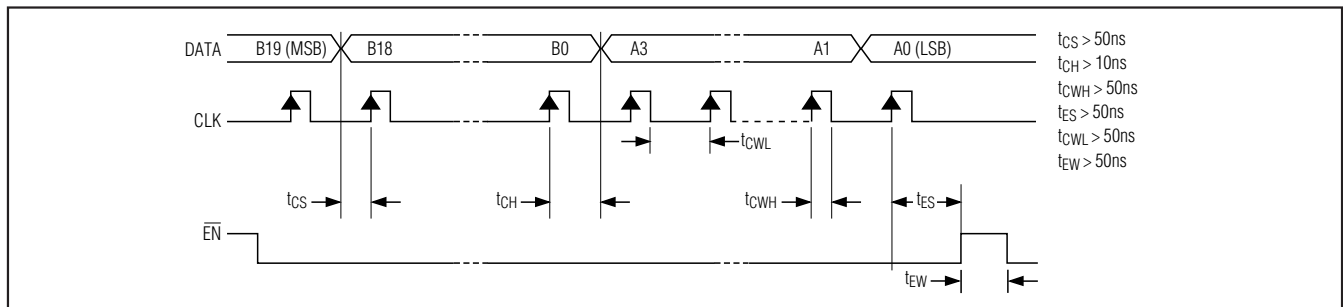 DATA B19 (MSB) B18 B0 A3 A1 A0 (LSB)
CLK
tCWL
tCS tCH tCWH tES
EN
tEW
tCS > 50ns
tCH > 10ns
tCWH > 50ns
tES > 50ns
tCWL > 50ns
tEW > 50ns